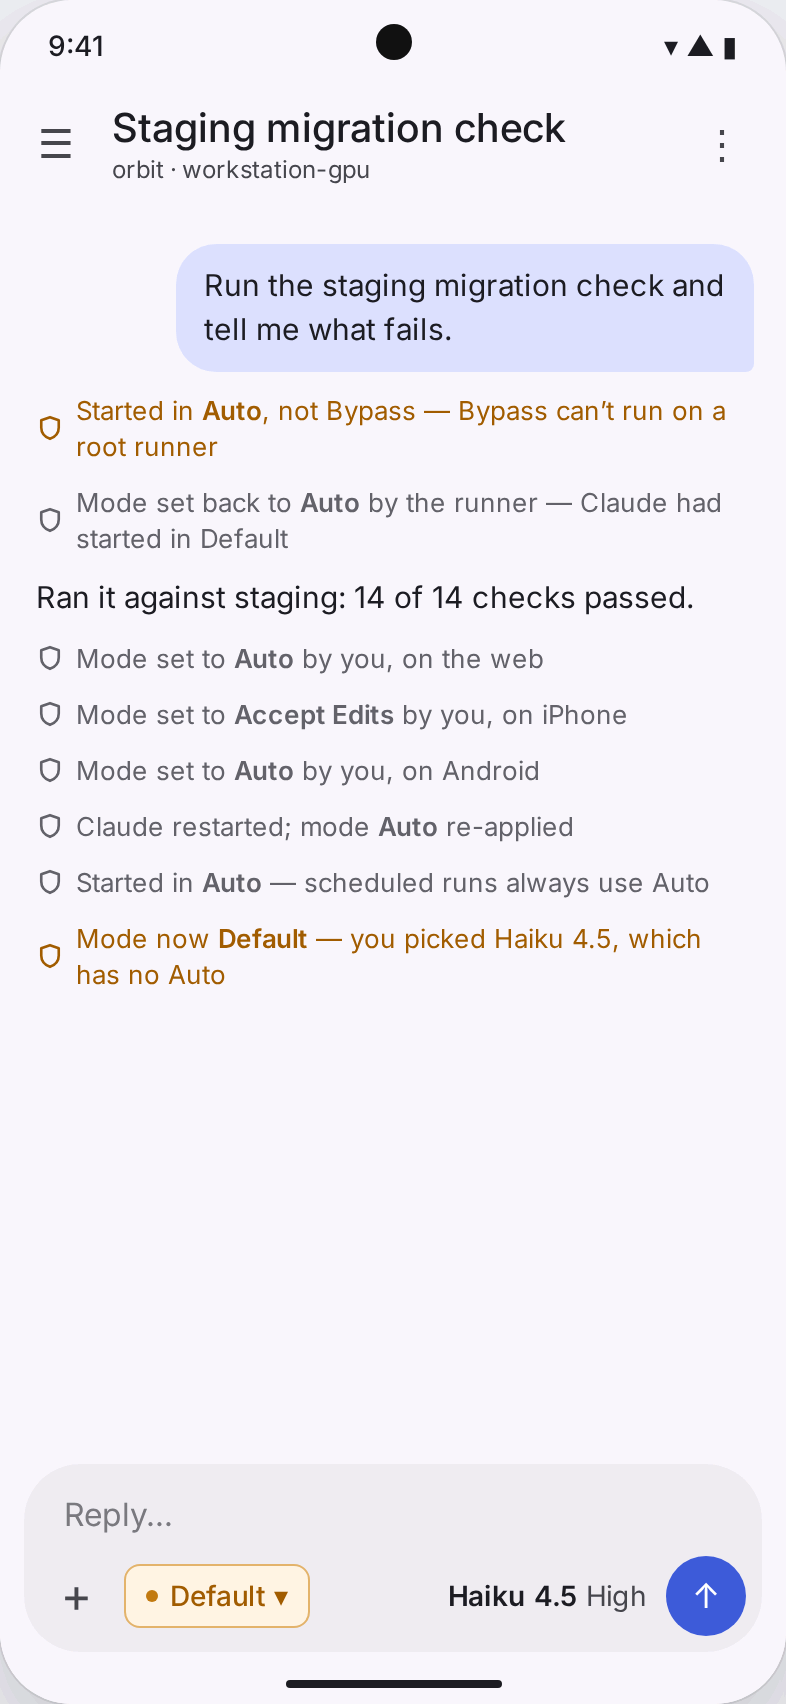 9:41
Staging migration check
orbit · workstation-gpu
Run the staging migration check and
tell me what fails.
Started in Auto, not Bypass — Bypass can’t run on a
root runner
Mode set back to Auto by the runner — Claude had
started in Default
Ran it against staging: 14 of 14 checks passed.
Mode set to Auto by you, on the web
Mode set to Accept Edits by you, on iPhone
Mode set to Auto by you, on Android
Claude restarted; mode Auto re-applied
Started in Auto — scheduled runs always use Auto
Mode now Default — you picked Haiku 4.5, which
has no Auto
Reply...
Default ▾ Haiku 4.5 High